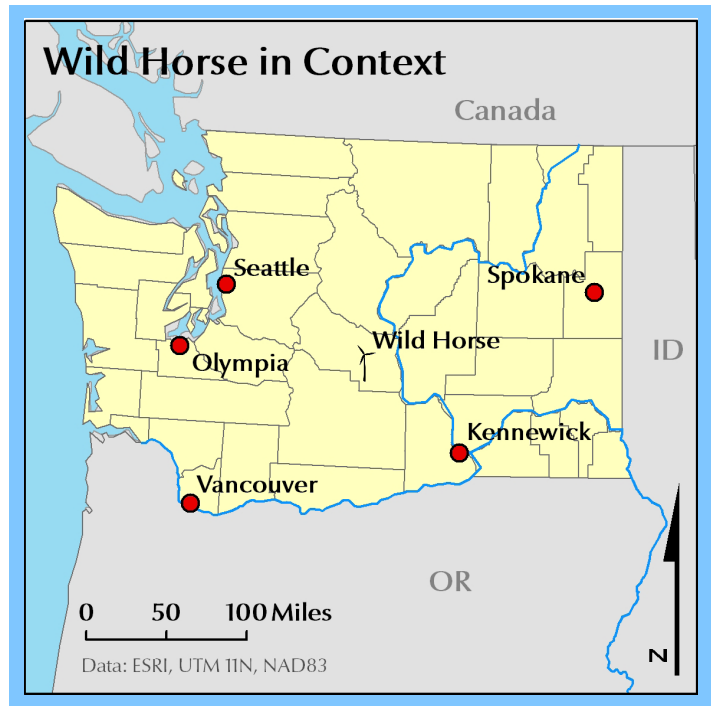 Wild Horse in Context
Canada
Seattle
Spokane
Wild Horse
ID
Olympia
Kennewick
Vancouver
OR
0 50 100 Miles
N
Data: ESRI, UTM 11N, NAD83